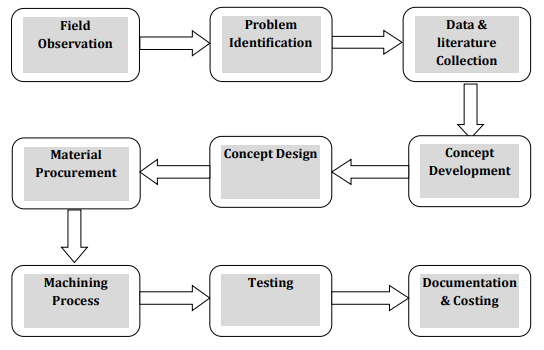 Field
Observation
Problem
Identification
Data &
literature
Collection
Concept
Development
Concept Design
Material
Procurement
Machining
Process
Testing
Documentation
& Costing